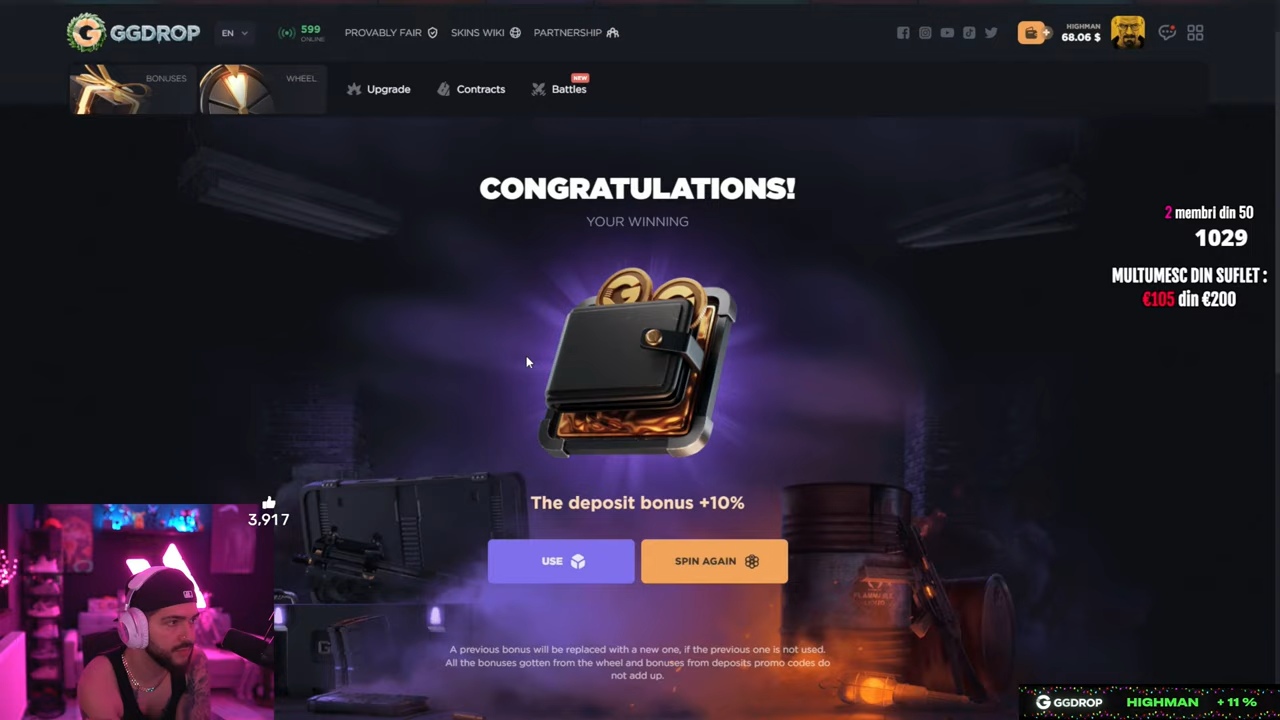 GGDROP
EN
599
ONLINE
PROVABLY FAIR
SKINS WIKI
PARTNERSHIP
HIGHMAN
68.06 $
BONUSES
WHEEL
Upgrade
Contracts
NEW
Battles
CONGRATULATIONS!
YOUR WINNING
2 membri din 50
1029
MULTUMESC DIN SUFLET :
€105 din €200
The deposit bonus +10%
USE
SPIN AGAIN
3,917
FLAMMABLE
A previous bonus will be replaced with a new one, if the previous one is not used.
All the bonuses gotten from the wheel and bonuses from deposits promo codes do
not add up.
GGDROP HIGHMAN +11%